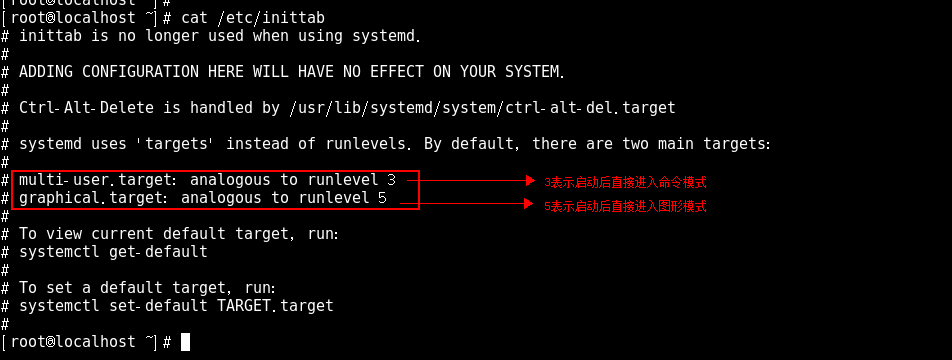 [root@localhost ~]#
[root@localhost ~]# cat /etc/inittab
# inittab is no longer used when using systemd.
#
# ADDING CONFIGURATION HERE WILL HAVE NO EFFECT ON YOUR SYSTEM.
#
# Ctrl-Alt-Delete is handled by /usr/lib/systemd/system/ctrl-alt-del.target
#
# systemd uses 'targets' instead of runlevels. By default, there are two main targets:
#
# multi-user.target: analogous to runlevel 3 3表示启动后直接进入命令模式
# graphical.target: analogous to runlevel 5 5表示启动后直接进入图形模式
#
# To view current default target, run:
# systemctl get-default
#
# To set a default target, run:
# systemctl set-default TARGET.target
#
[root@localhost ~]#